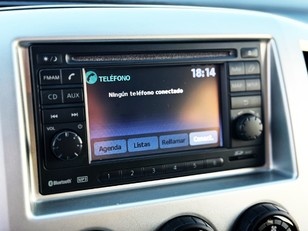 TELÉFONO 18:14
FM/AM
Ningún teléfono conectado
CD AUX
VOL
Agenda Listas Rellamar Conect.
1 2 3 4 5 6
Bluetooth MP3